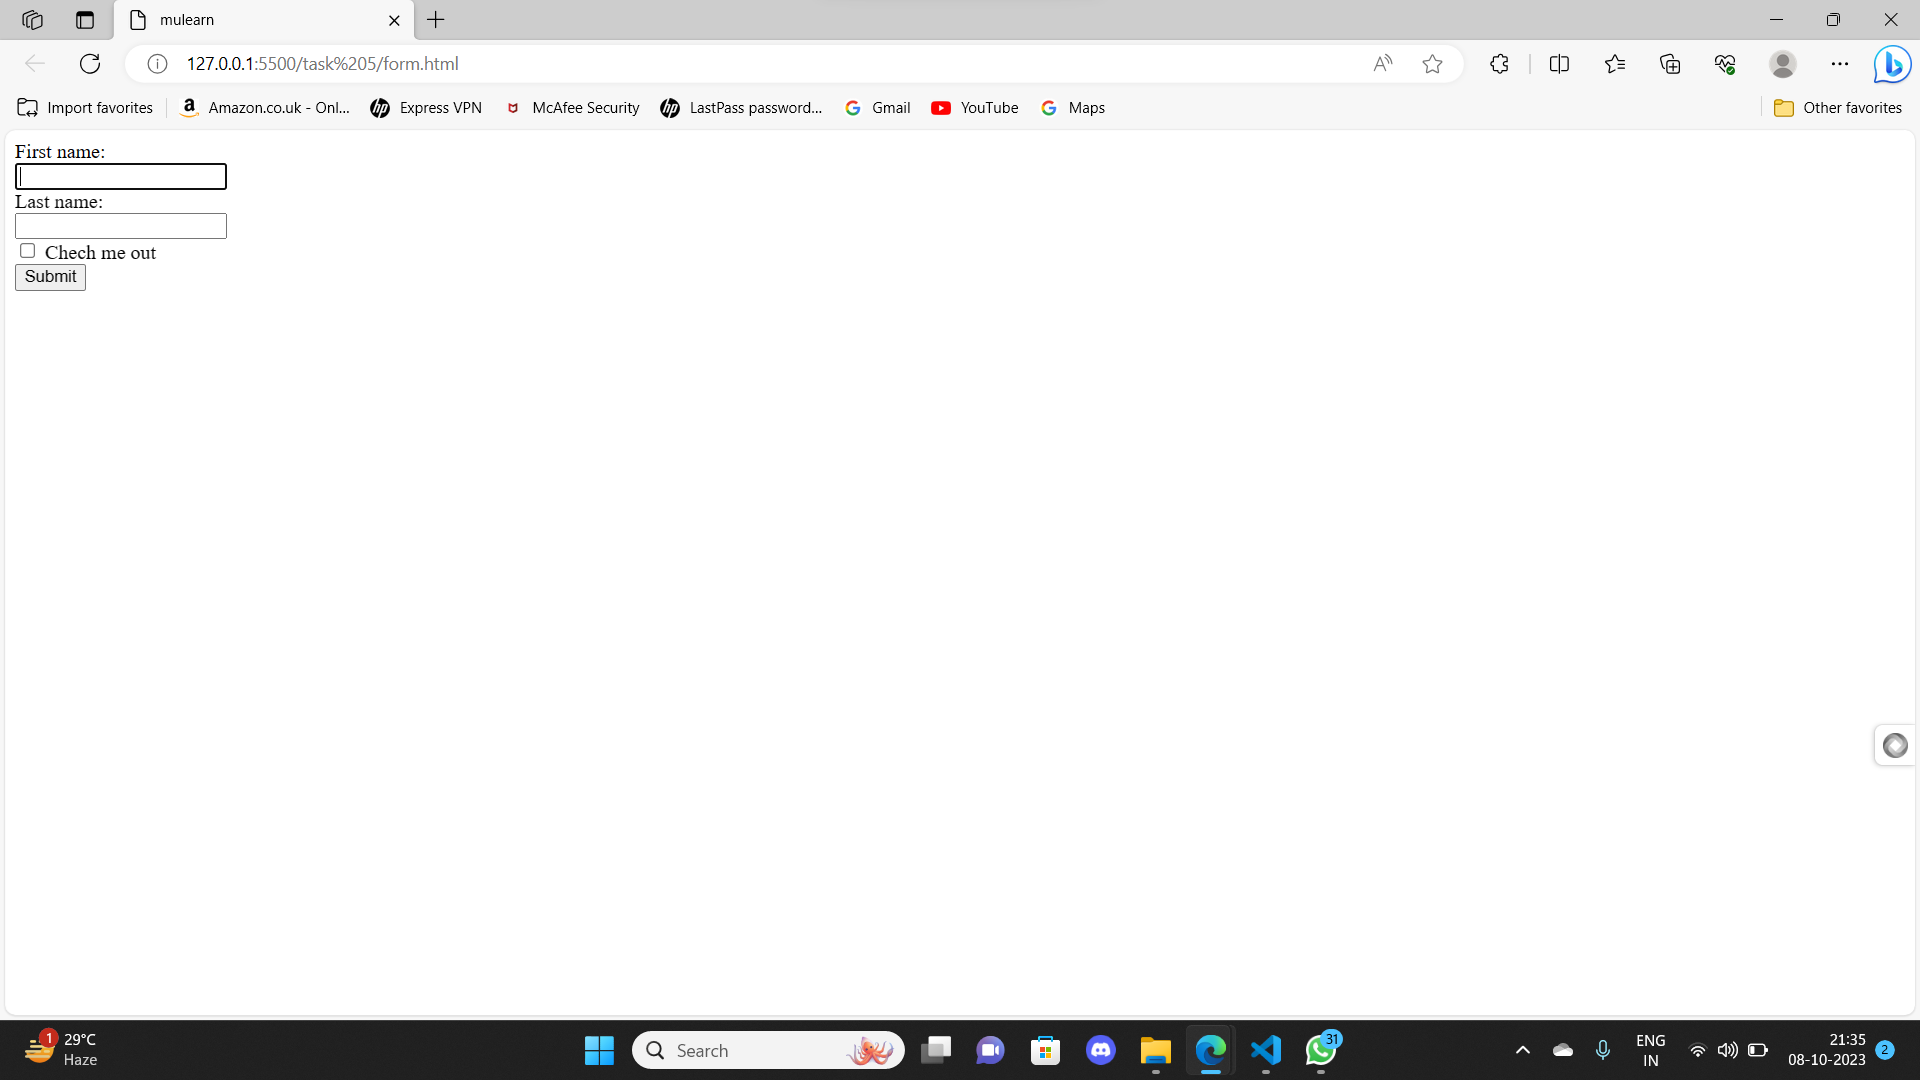 mulearn
127.0.0.1:5500/task%205/form.html
Import favorites
Amazon.co.uk - Onl...
Express VPN
McAfee Security
LastPass password...
Gmail
YouTube
Maps
Other favorites
First name:
Last name:
Chech me out
Submit
1
29°C
Haze
Search
31
ENG
IN
21:35
08-10-2023
2